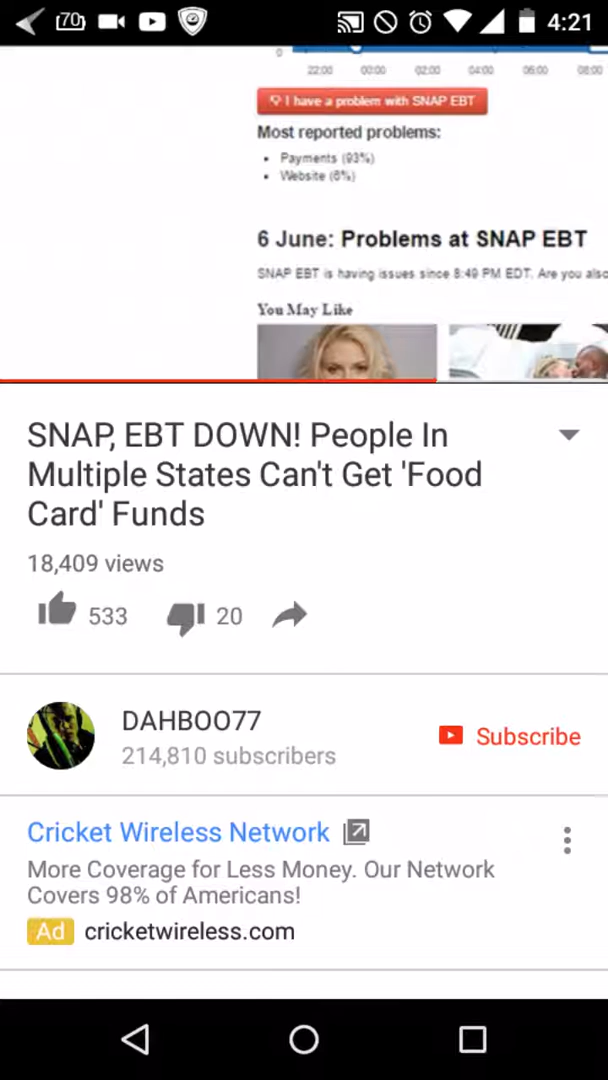 70
4:21
0
22:00 00:00 02:00 04:00 06:00 08:00
I have a problem with SNAP EBT
Most reported problems:
Payments (93%)
Website (6%)
6 June: Problems at SNAP EBT
SNAP EBT is having issues since 8:49 PM EDT. Are you also
You May Like
SNAP, EBT DOWN! People In
Multiple States Can't Get 'Food
Card' Funds
18,409 views
533 20
DAHBOO77
214,810 subscribers
Subscribe
Cricket Wireless Network
More Coverage for Less Money. Our Network
Covers 98% of Americans!
Ad cricketwireless.com